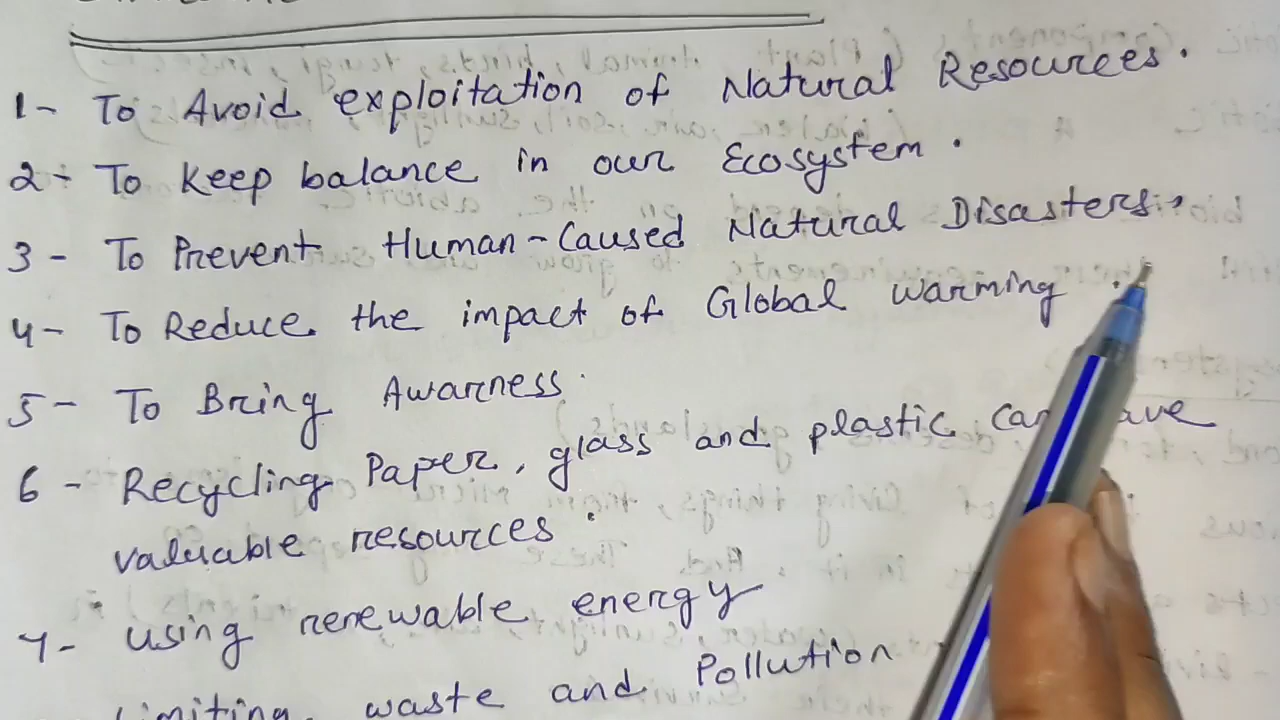 1- To Avoid exploitation of Natural Resources.
2- To Keep balance in our Ecosystem.
3- To Prevent Human-Caused Natural Disasters.
4- To Reduce the impact of Global warming.
5- To Bring Awarness.
6- Recycling Paper, glass and plastic can
valuable resources.
7- using renewable energy
Limiting waste and Pollution